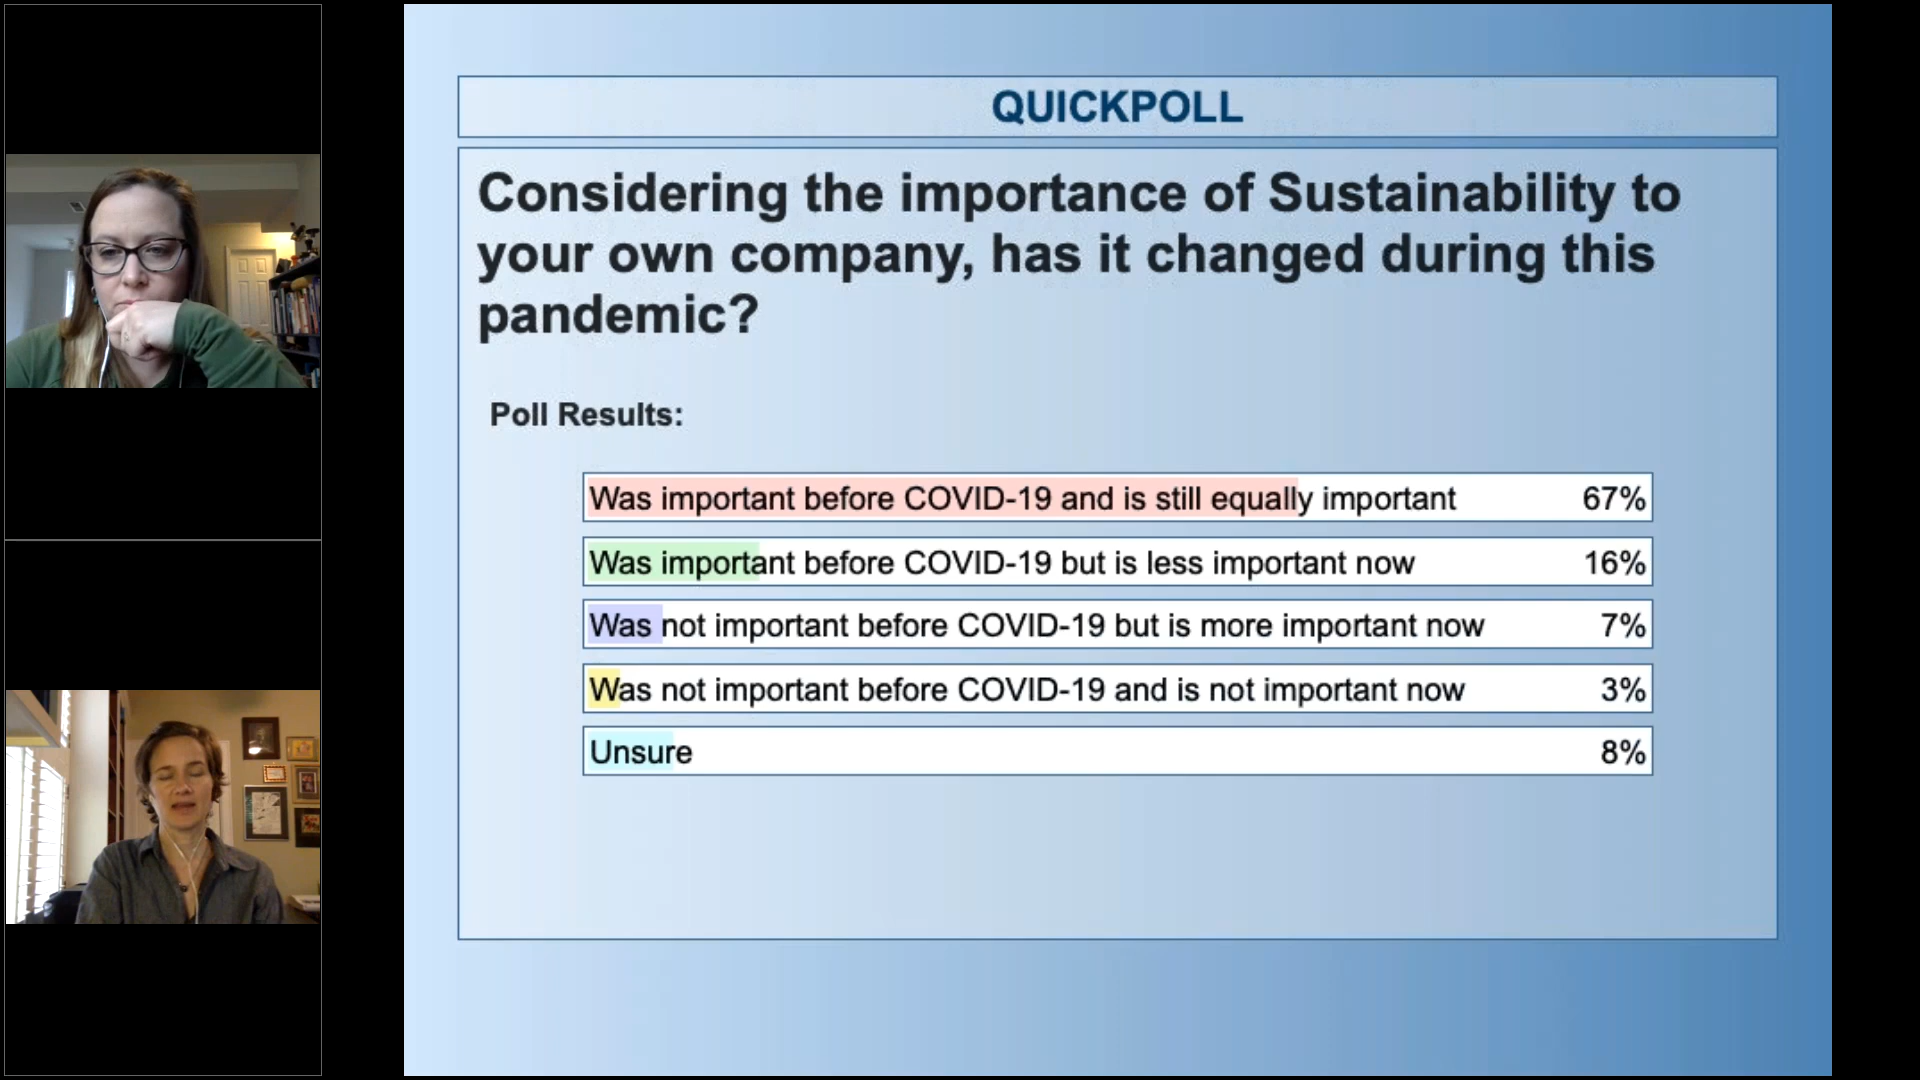 QUICKPOLL
Considering the importance of Sustainability to
your own company, has it changed during this
pandemic?
Poll Results:
Was important before COVID-19 and is still equally important 67%
Was important before COVID-19 but is less important now 16%
Was not important before COVID-19 but is more important now 7%
Was not important before COVID-19 and is not important now 3%
Unsure 8%